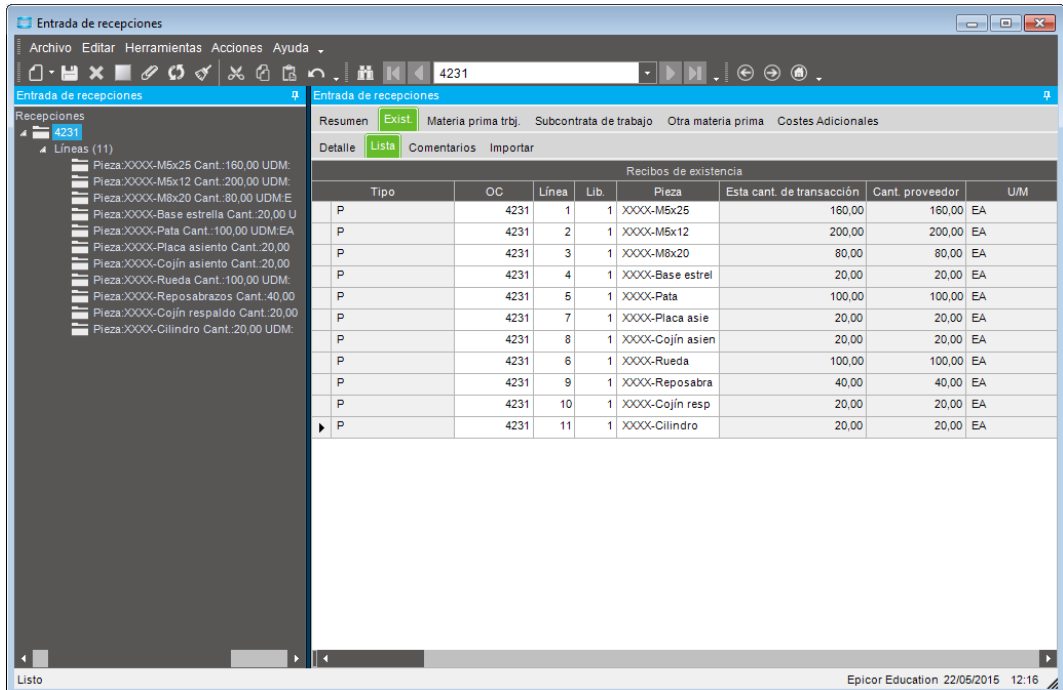 Entrada de recepciones
Archivo Editar Herramientas Acciones Ayuda
4231
Entrada de recepciones
Recepciones
4231
Líneas (11)
Pieza:XXXX-M5x25 Cant.:160,00 UDM:
Pieza:XXXX-M5x12 Cant.:200,00 UDM:
Pieza:XXXX-M8x20 Cant.:80,00 UDM:E
Pieza:XXXX-Base estrella Cant.:20,00 U
Pieza:XXXX-Pata Cant.:100,00 UDM:EA
Pieza:XXXX-Placa asiento Cant.:20,00
Pieza:XXXX-Cojín asiento Cant.:20,00
Pieza:XXXX-Rueda Cant.:100,00 UDM:
Pieza:XXXX-Reposabrazos Cant.:40,00
Pieza:XXXX-Cojín respaldo Cant.:20,00
Pieza:XXXX-Cilindro Cant.:20,00 UDM:
Entrada de recepciones
Resumen Exist. Materia prima trbj. Subcontrata de trabajo Otra materia prima Costes Adicionales
Detalle Lista Comentarios Importar
Recibos de existencia
Tipo OC Línea Lib. Pieza Esta cant. de transacción Cant. proveedor U/M
P 4231 1 1 XXXX-M5x25 160,00 160,00 EA
P 4231 2 1 XXXX-M5x12 200,00 200,00 EA
P 4231 3 1 XXXX-M8x20 80,00 80,00 EA
P 4231 4 1 XXXX-Base estrel 20,00 20,00 EA
P 4231 5 1 XXXX-Pata 100,00 100,00 EA
P 4231 7 1 XXXX-Placa asie 20,00 20,00 EA
P 4231 8 1 XXXX-Cojín asien 20,00 20,00 EA
P 4231 6 1 XXXX-Rueda 100,00 100,00 EA
P 4231 9 1 XXXX-Reposabra 40,00 40,00 EA
P 4231 10 1 XXXX-Cojín resp 20,00 20,00 EA
P 4231 11 1 XXXX-Cilindro 20,00 20,00 EA
Listo
Epicor Education 22/05/2015 12:16